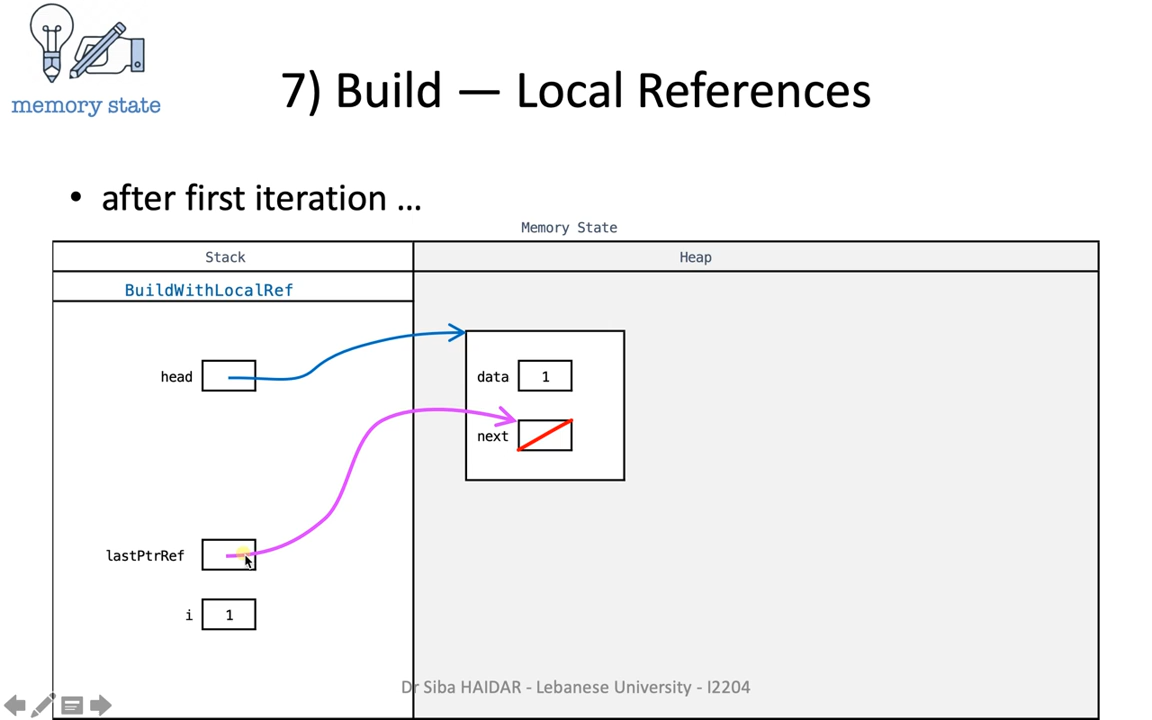 memory state
7) Build — Local References
• after first iteration ...
Memory State
Stack
Heap
BuildWithLocalRef
head
data 1
next
lastPtrRef
i 1
Dr Siba HAIDAR - Lebanese University - I2204